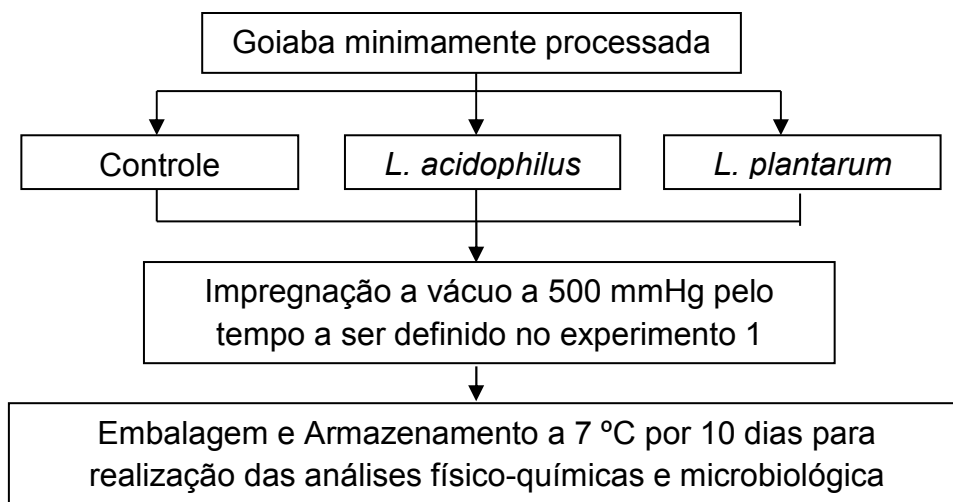 Goiaba minimamente processada
Controle
L. acidophilus
L. plantarum
Impregnação a vácuo a 500 mmHg pelo
tempo a ser definido no experimento 1
Embalagem e Armazenamento a 7 ºC por 10 dias para
realização das análises físico-químicas e microbiológica